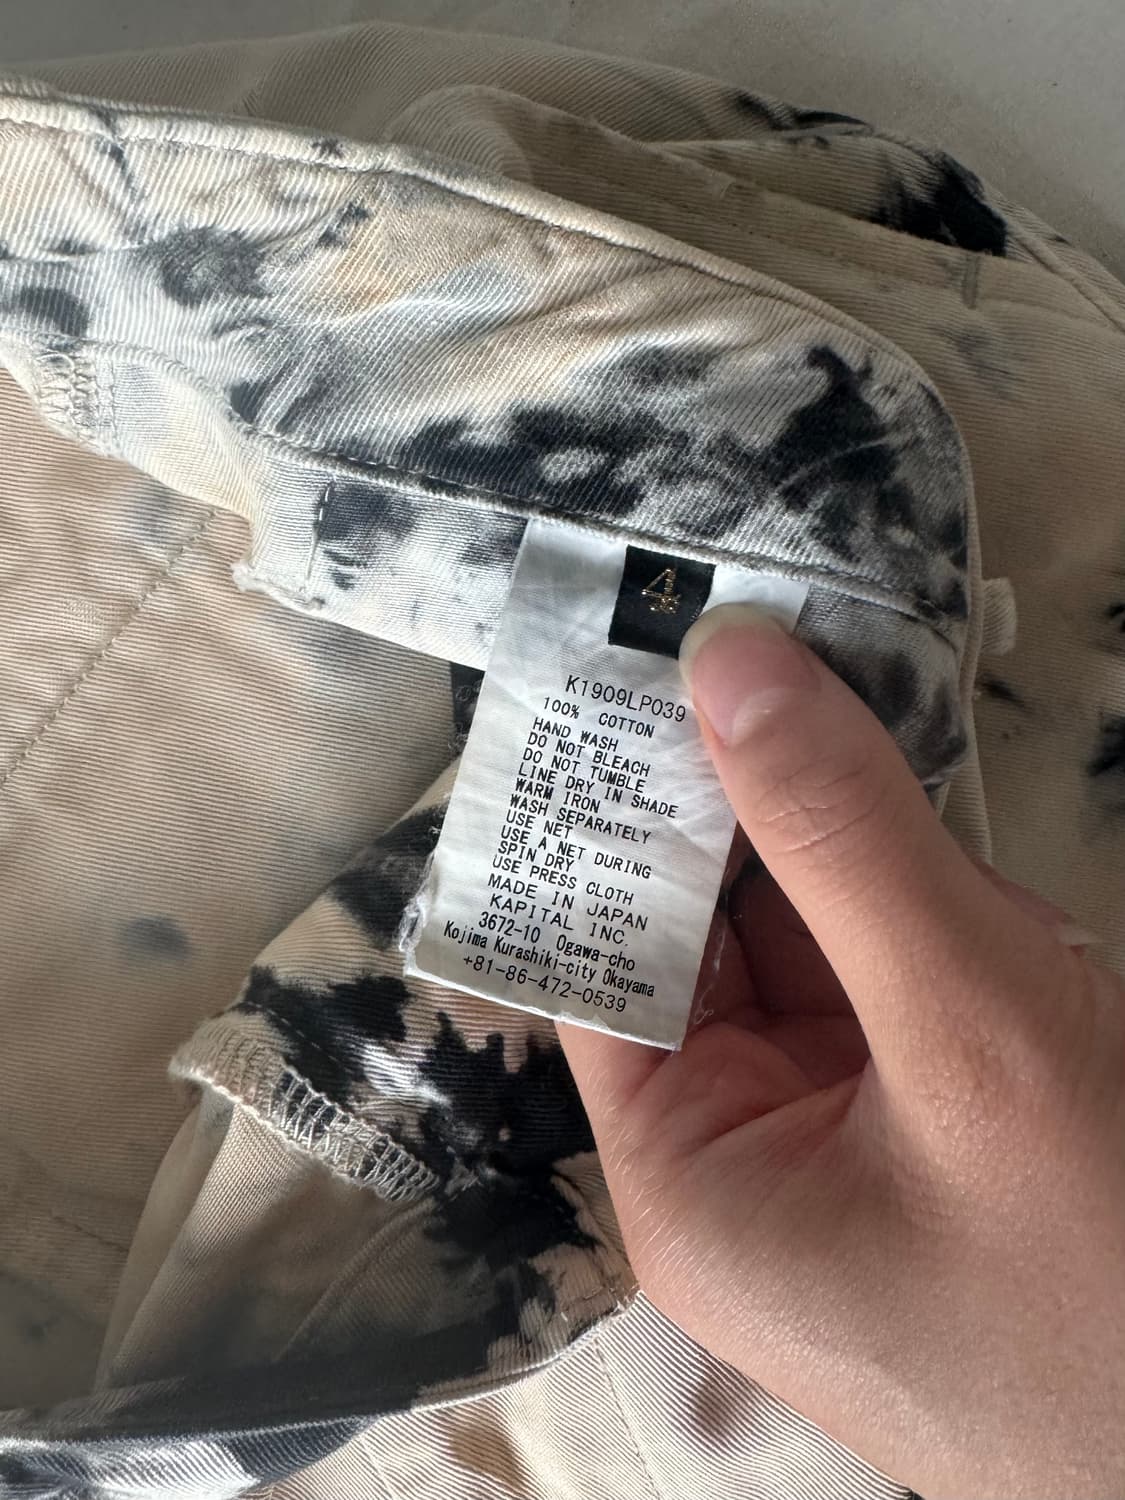 4
K1909LP039
100% COTTON
HAND WASH
DO NOT BLEACH
DO NOT TUMBLE
LINE DRY IN SHADE
WARM IRON
WASH SEPARATELY
USE NET
USE A NET DURING
SPIN DRY
USE PRESS CLOTH
MADE IN JAPAN
KAPITAL INC.
3672-10 Ogawa-cho
Kojima Kurashiki-city Okayama
+81-86-472-0539